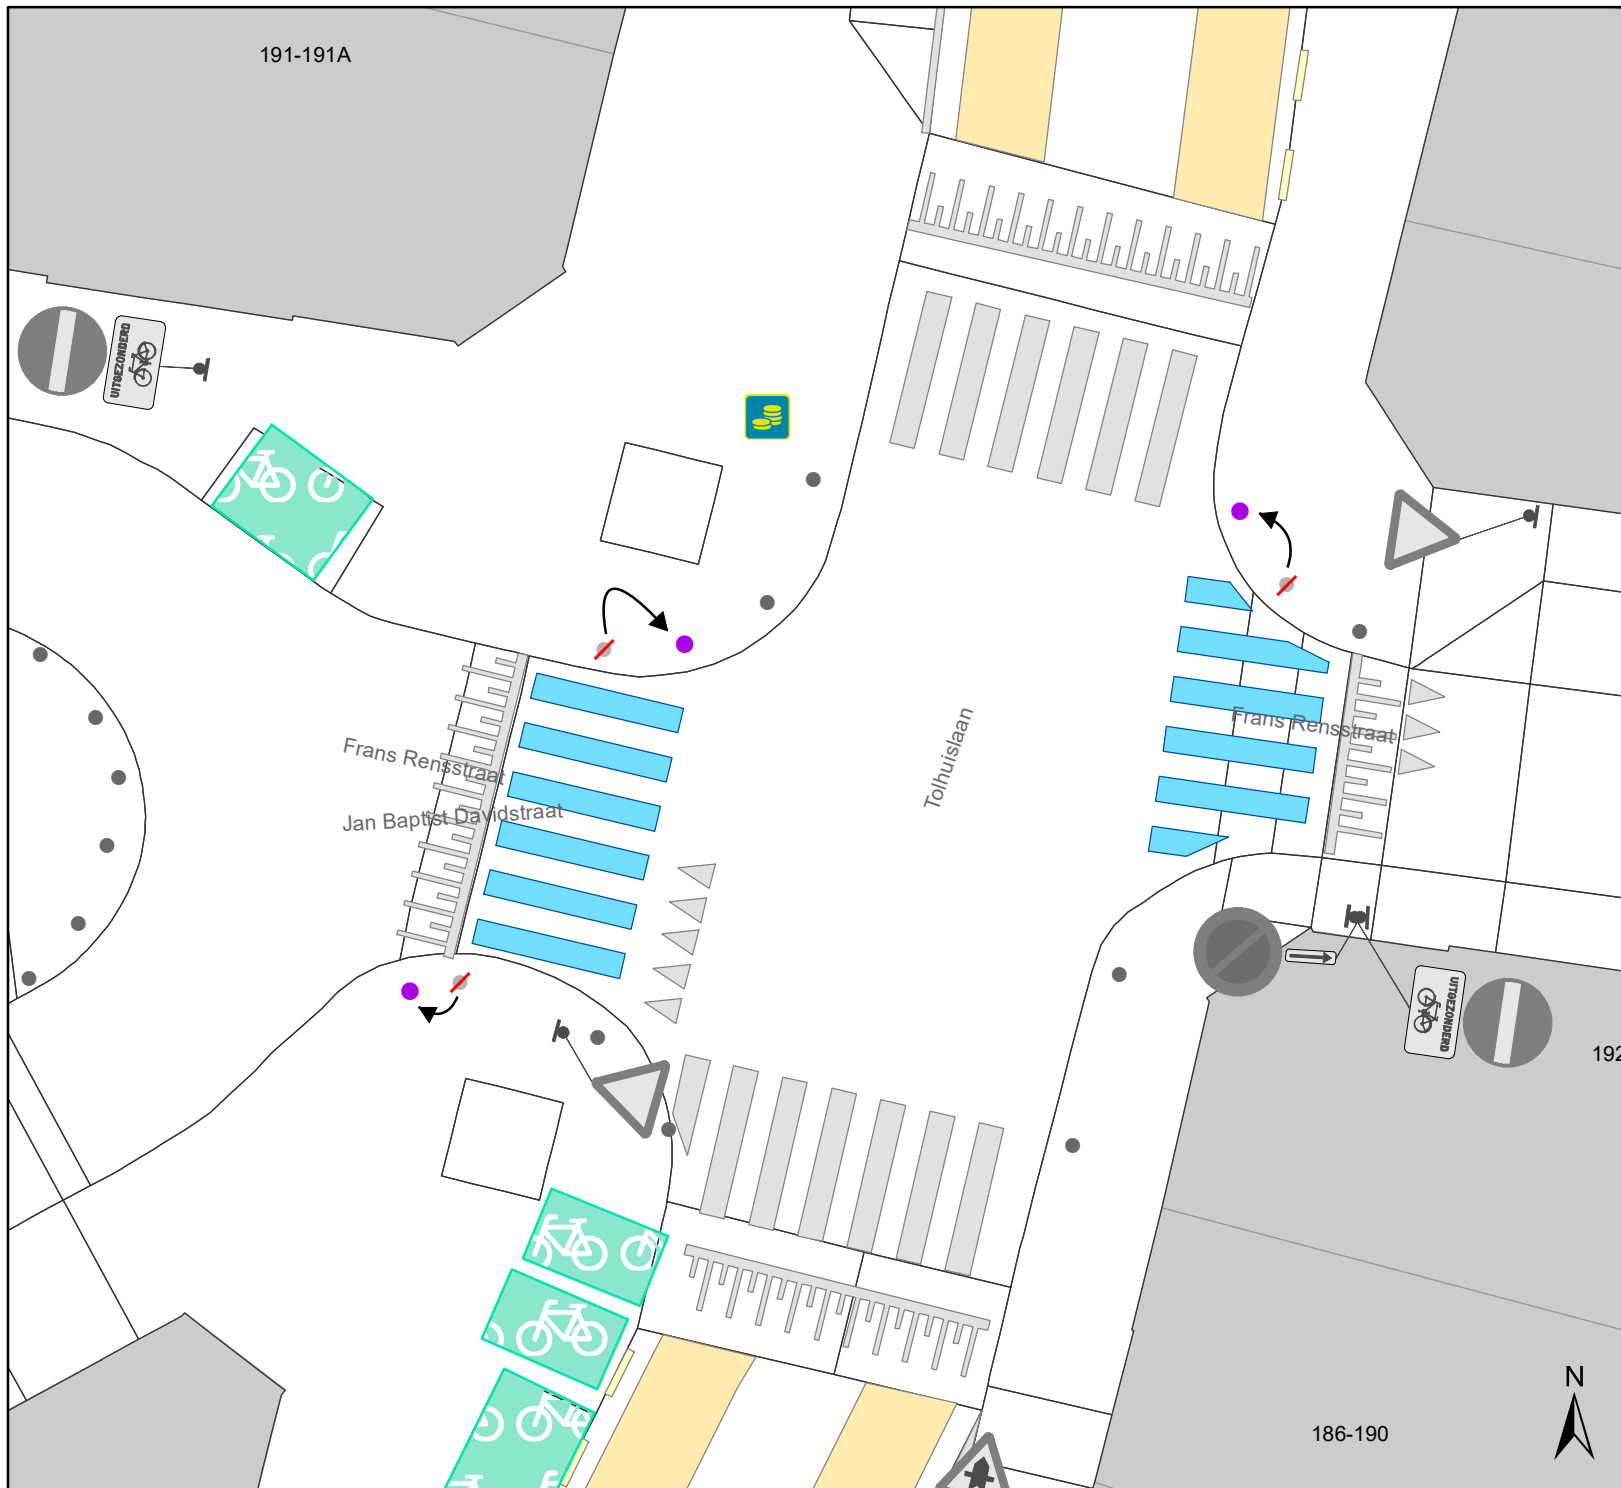 191-191A
UITGEZONDERD
Frans Rensstraat
Jan Baptist Davidstraat
Tolhuislaan
Frans Rensstraat
UITGEZONDERD
192
186-190
N